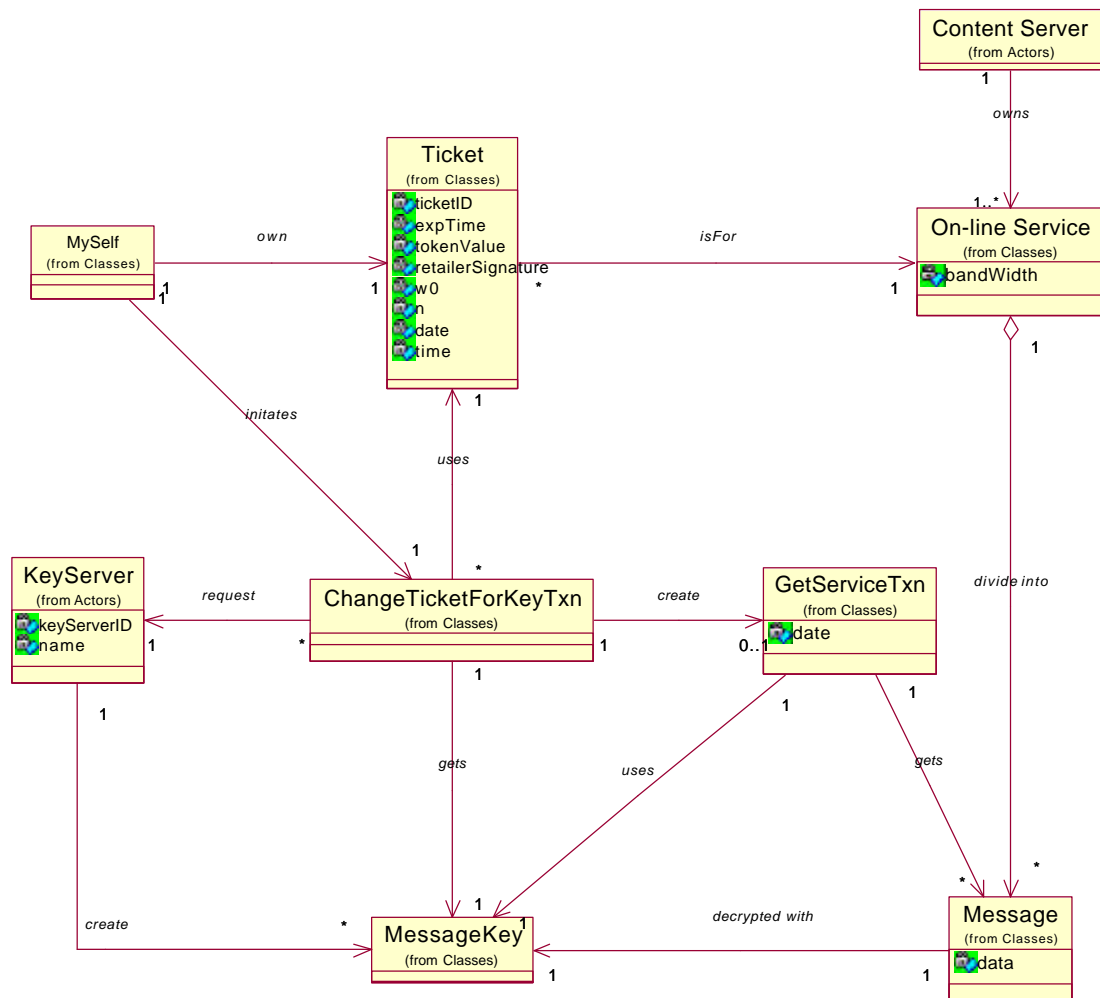 Content Server
(from Actors)
1
owns
1..*
Ticket
(from Classes)
ticketID
expTime
tokenValue
retailerSignature
w0
n
date
time
MySelf
(from Classes)
own
1
1
1
isFor
*
1
On-line Service
(from Classes)
bandWidth
1
initates
1
1
uses
*
KeyServer
(from Actors)
keyServerID
name
request
1
*
ChangeTicketForKeyTxn
(from Classes)
create
1
0..1
GetServiceTxn
(from Classes)
date
divide into
1
1
1
1
gets
uses
gets
*
*
create
*
1
1
MessageKey
(from Classes)
decrypted with
1
1
Message
(from Classes)
data